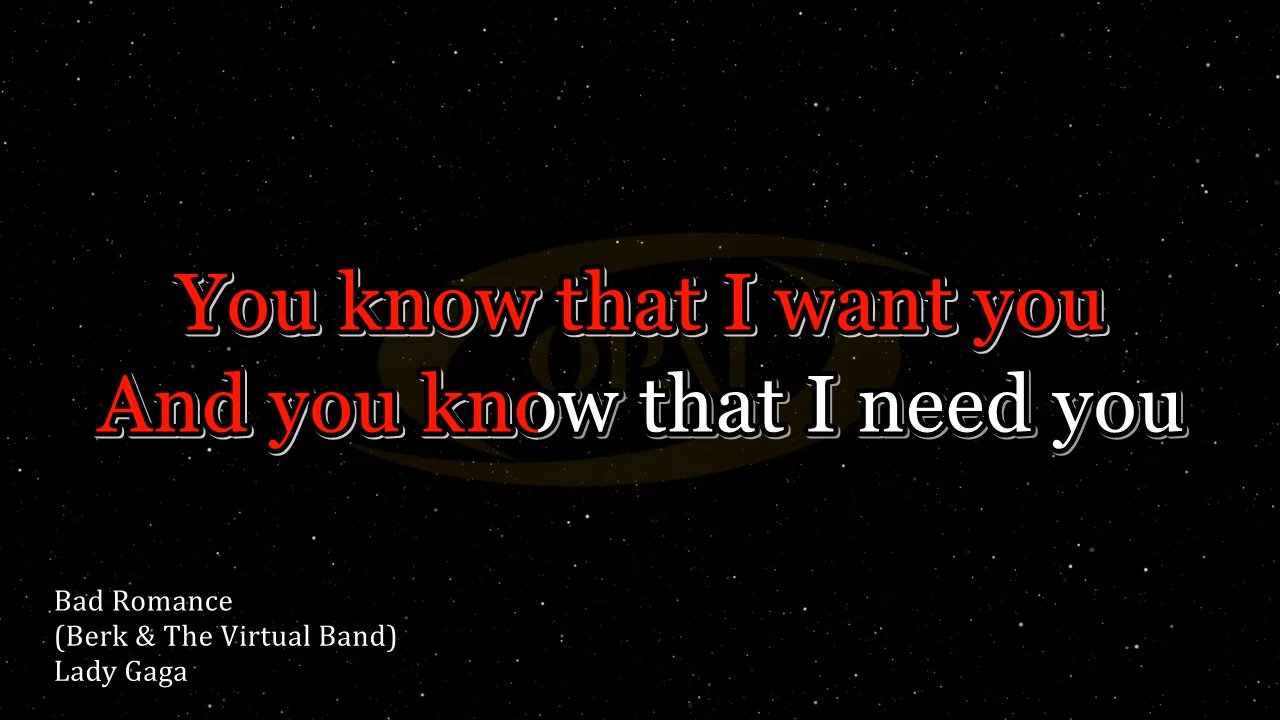 You know that I want you
And you know that I need you
Bad Romance
(Berk & The Virtual Band)
Lady Gaga